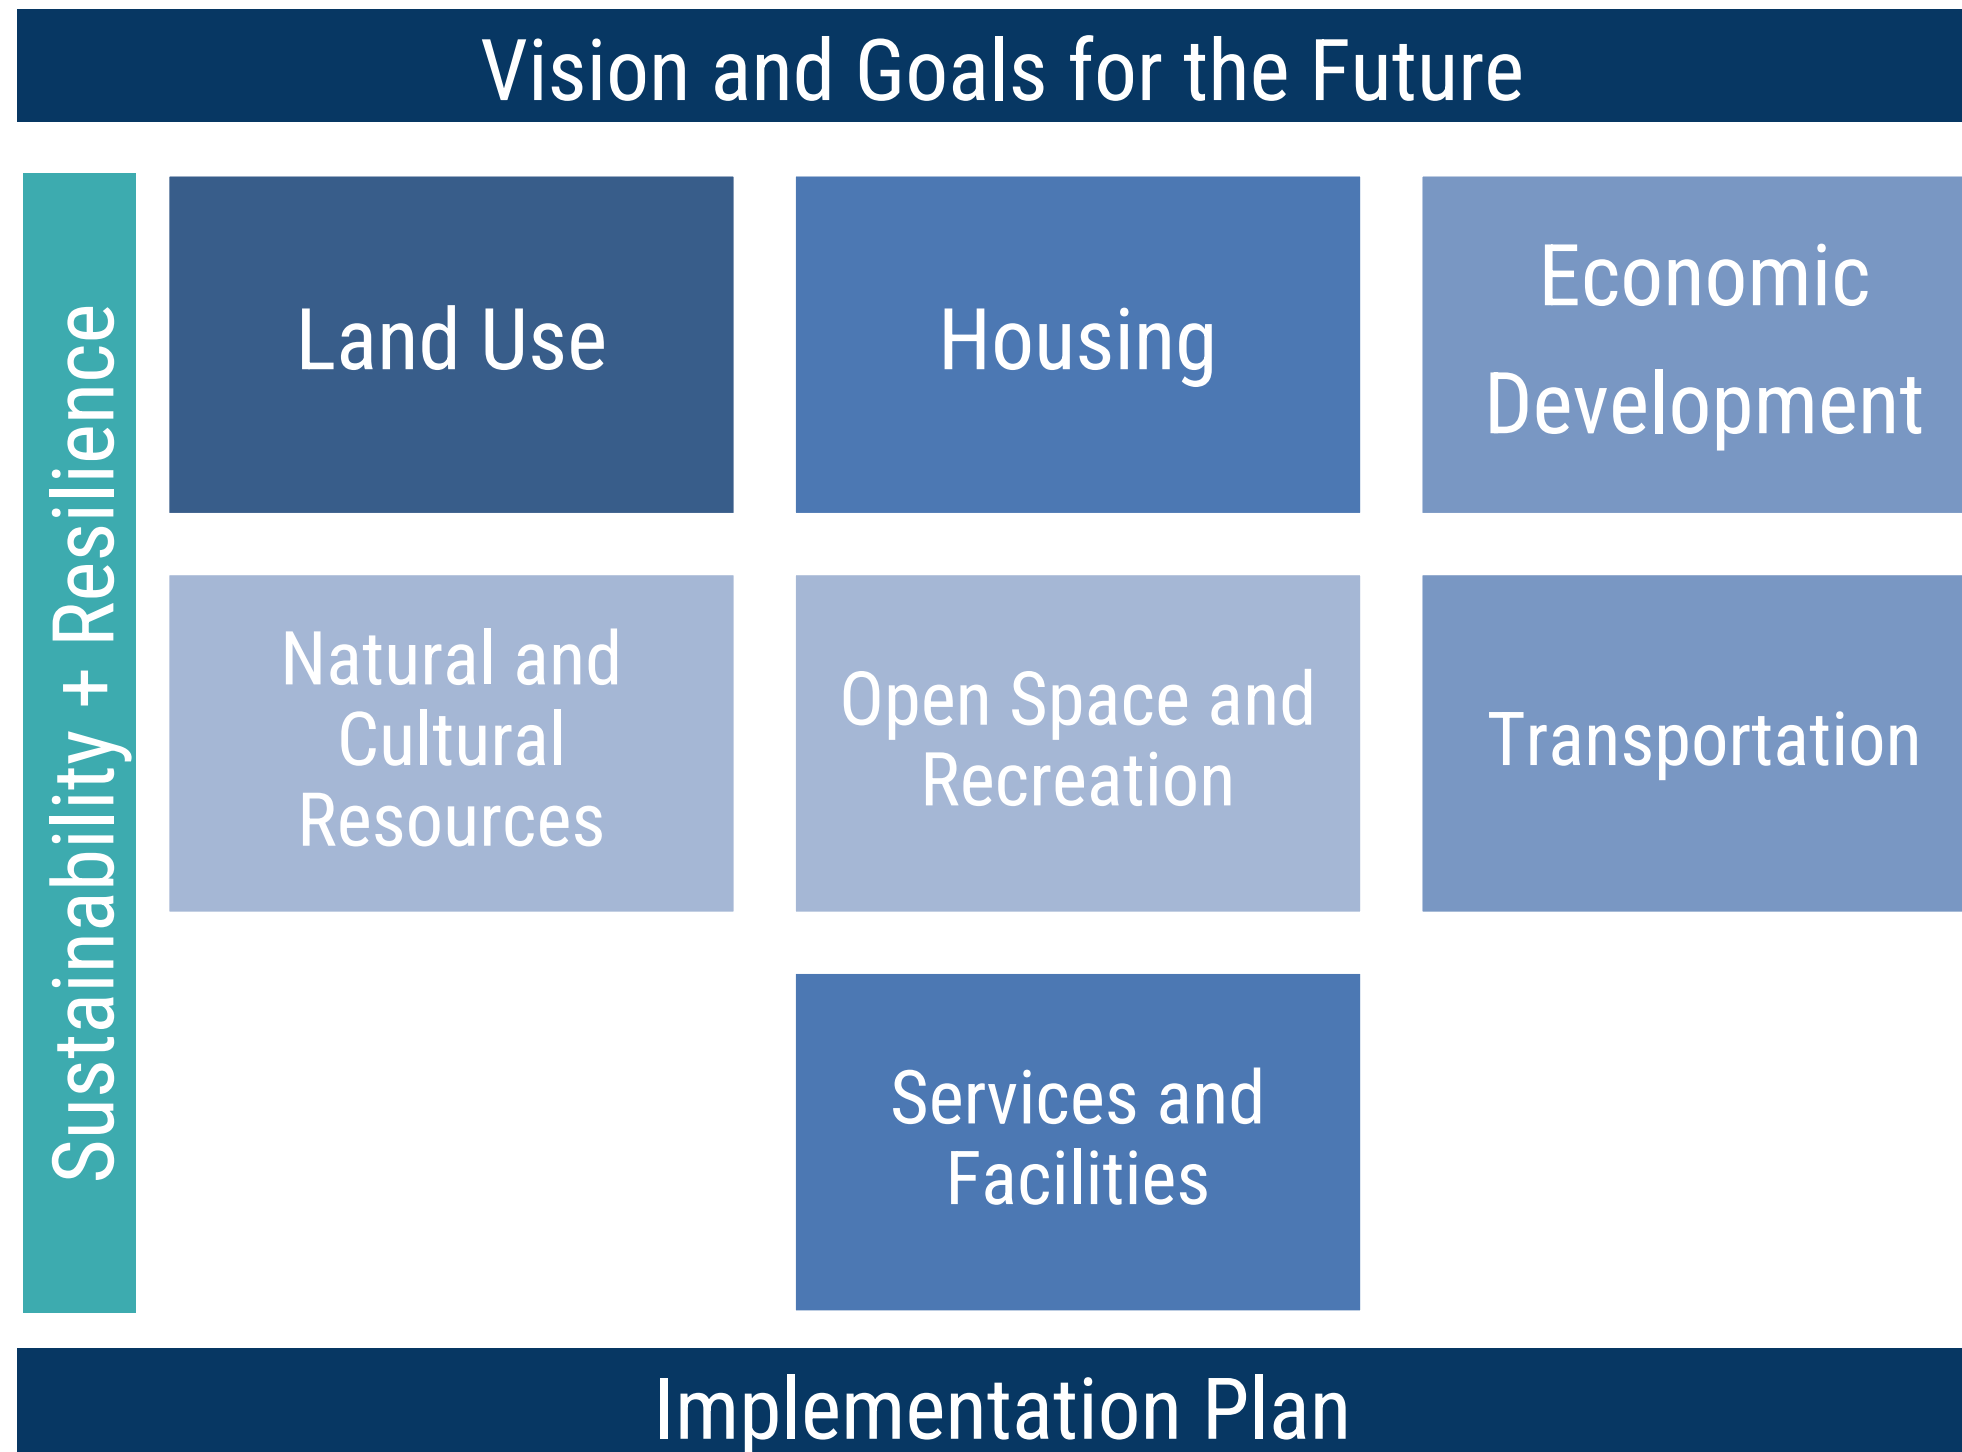 Vision and Goals for the Future
Sustainability + Resilience
Land Use
Housing
Economic
Development
Natural and
Cultural
Resources
Open Space and
Recreation
Transportation
Services and
Facilities
Implementation Plan